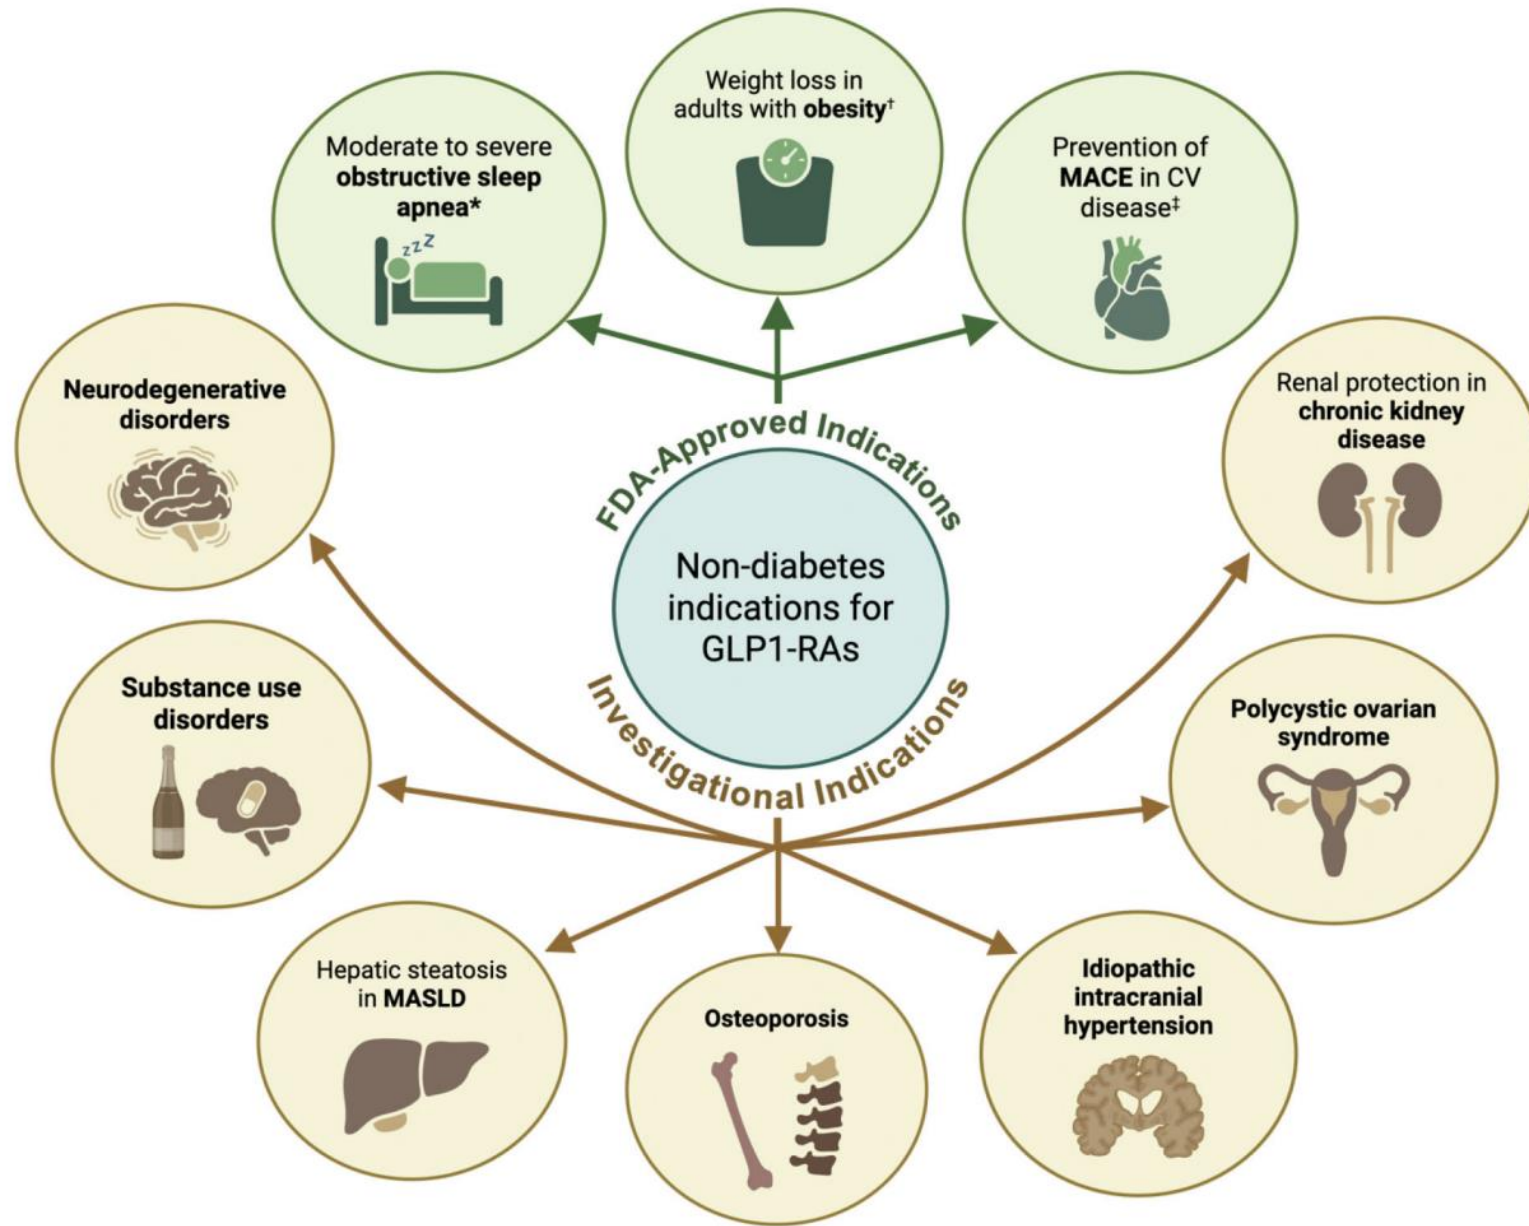 Weight loss in
adults with obesity†
Moderate to severe
obstructive sleep
apnea*
zzz
Prevention of
MACE in CV
disease‡
Neurodegenerative
disorders
Renal protection in
chronic kidney
disease
FDA-Approved Indications
Non-diabetes
indications for
GLP1-RAs
Investigational Indications
Substance use
disorders
Polycystic ovarian
syndrome
Hepatic steatosis
in MASLD
Osteoporosis
Idiopathic
intracranial
hypertension